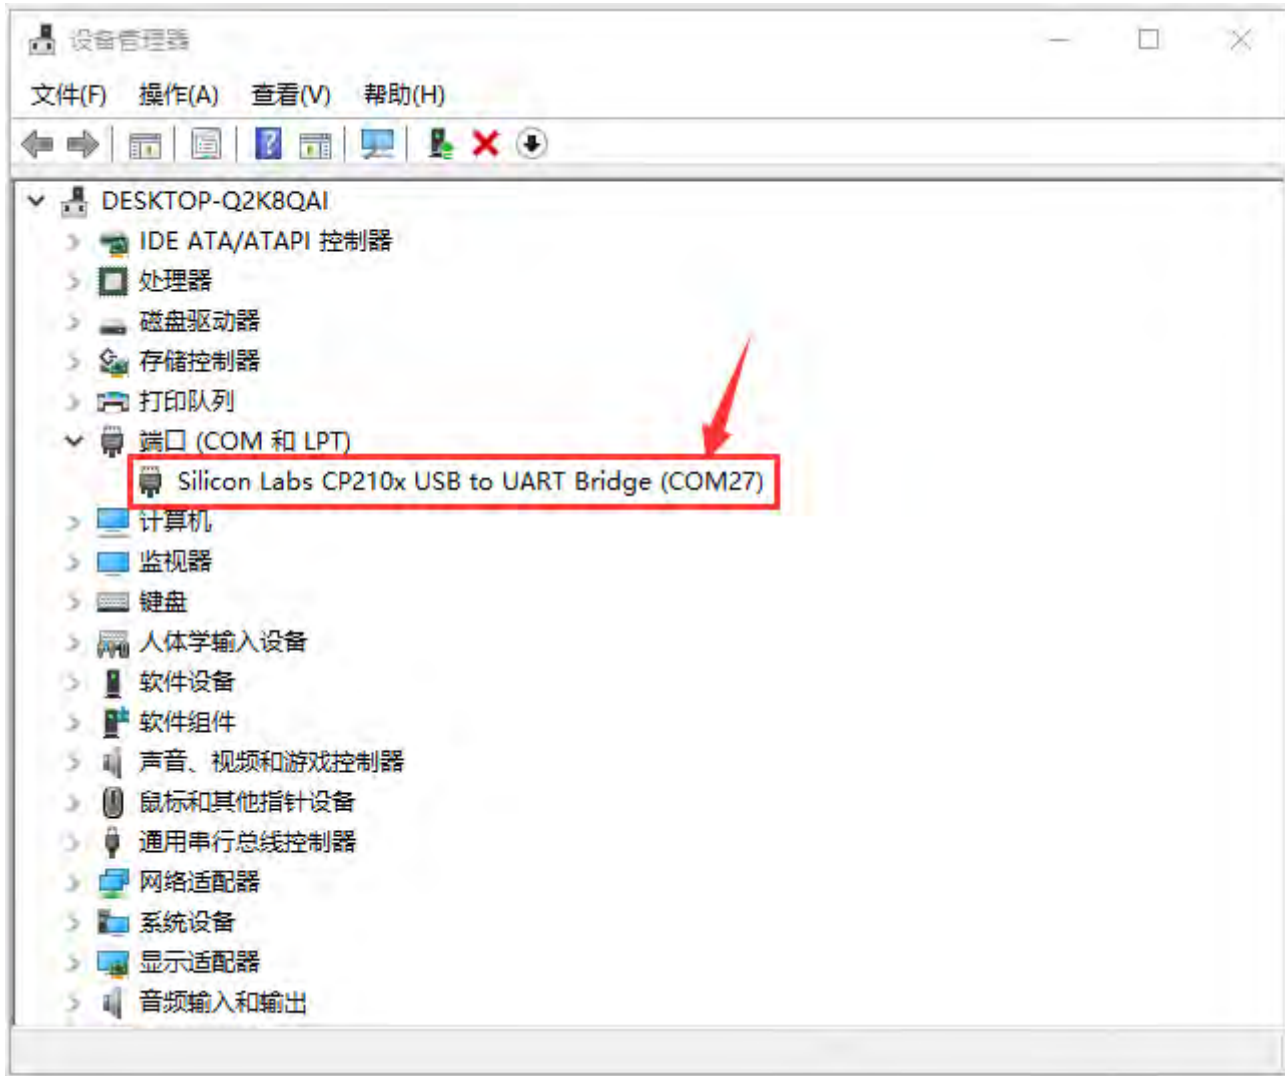 设备管理器
文件(F) 操作(A) 查看(V) 帮助(H)
DESKTOP-Q2K8QAI
IDE ATA/ATAPI 控制器
处理器
磁盘驱动器
存储控制器
打印队列
端口 (COM 和 LPT)
Silicon Labs CP210x USB to UART Bridge (COM27)
计算机
监视器
键盘
人体学输入设备
软件设备
软件组件
声音、视频和游戏控制器
鼠标和其他指针设备
通用串行总线控制器
网络适配器
系统设备
显示适配器
音频输入和输出